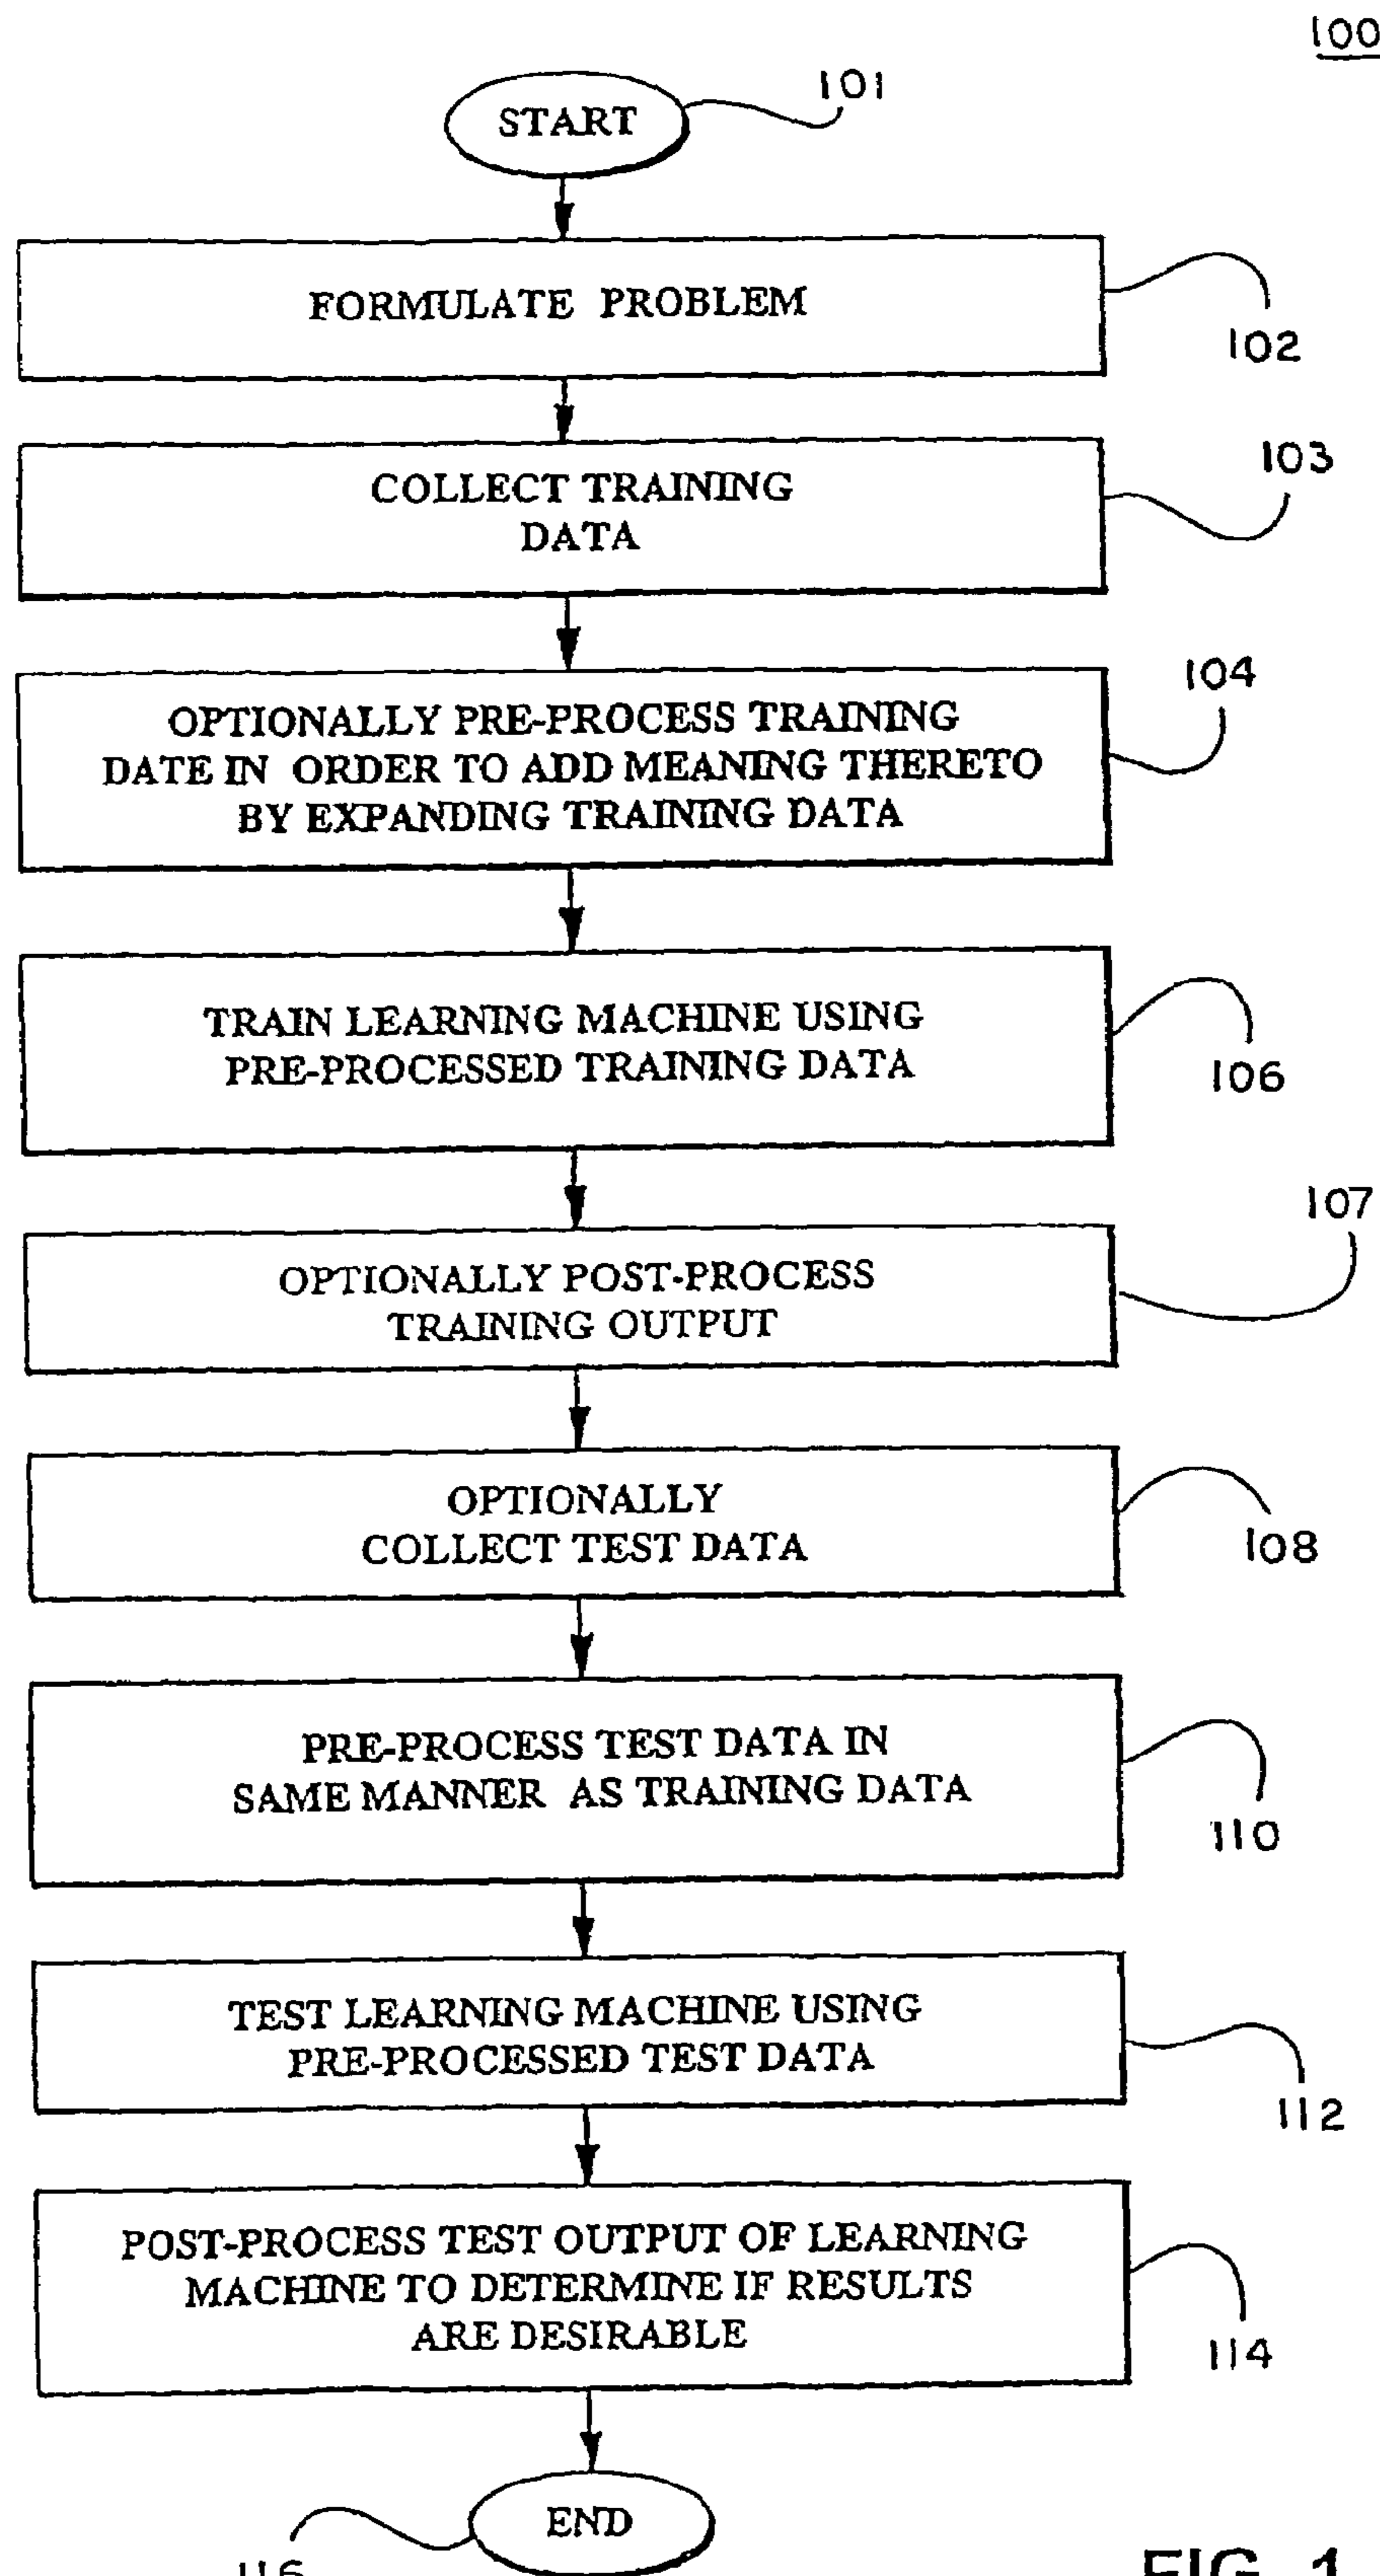 100
START
101
FORMULATE PROBLEM
102
COLLECT TRAINING
DATA
103
OPTIONALLY PRE-PROCESS TRAINING
DATE IN ORDER TO ADD MEANING THERETO
BY EXPANDING TRAINING DATA
104
TRAIN LEARNING MACHINE USING
PRE-PROCESSED TRAINING DATA
106
OPTIONALLY POST-PROCESS
TRAINING OUTPUT
107
OPTIONALLY
COLLECT TEST DATA
108
PRE-PROCESS TEST DATA IN
SAME MANNER AS TRAINING DATA
110
TEST LEARNING MACHINE USING
PRE-PROCESSED TEST DATA
112
POST-PROCESS TEST OUTPUT OF LEARNING
MACHINE TO DETERMINE IF RESULTS
ARE DESIRABLE
114
END
116
FIG. 1